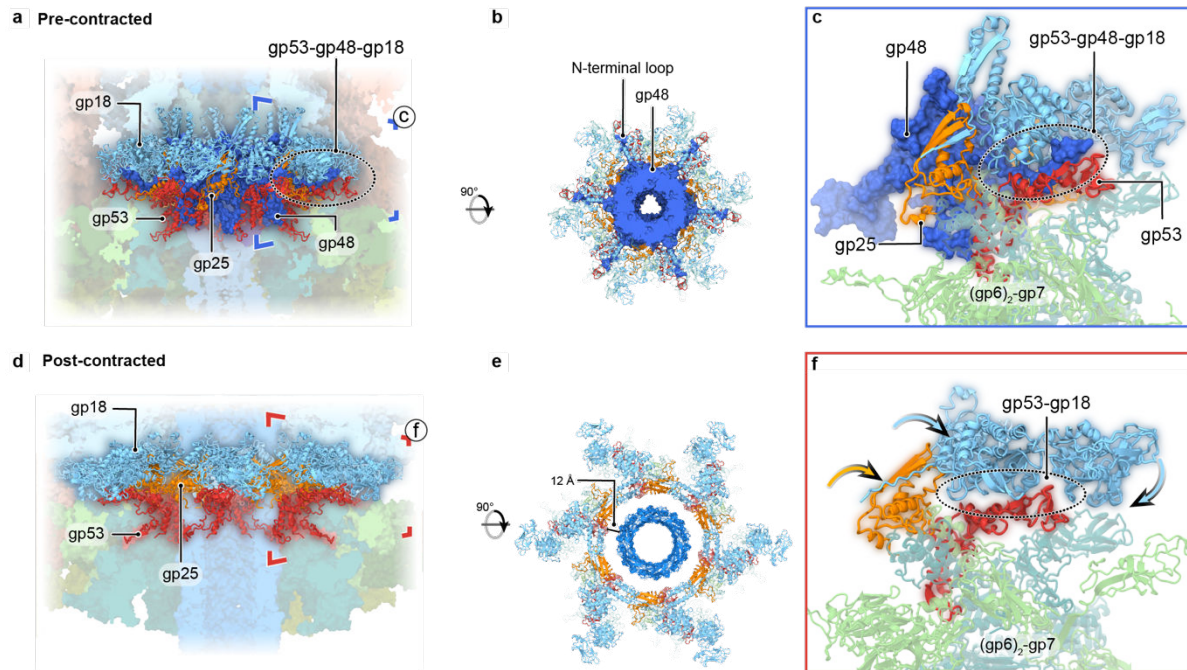 a Pre-contracted
gp53-gp48-gp18
gp18
C
gp53
gp25
gp48
90°
b
N-terminal loop
gp48
c
gp48
gp53-gp48-gp18
gp25
gp53
(gp6)₂-gp7
d Post-contracted
gp18
f
gp53
gp25
90°
e
12 Å
f
gp53-gp18
(gp6)₂-gp7